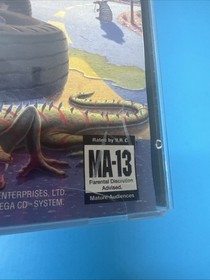 Rated by V.R.C.
MA-13
Parental Discretion
Advised.
Mature Audiences
ENTERPRISES, LTD.
EGA CD™ SYSTEM.